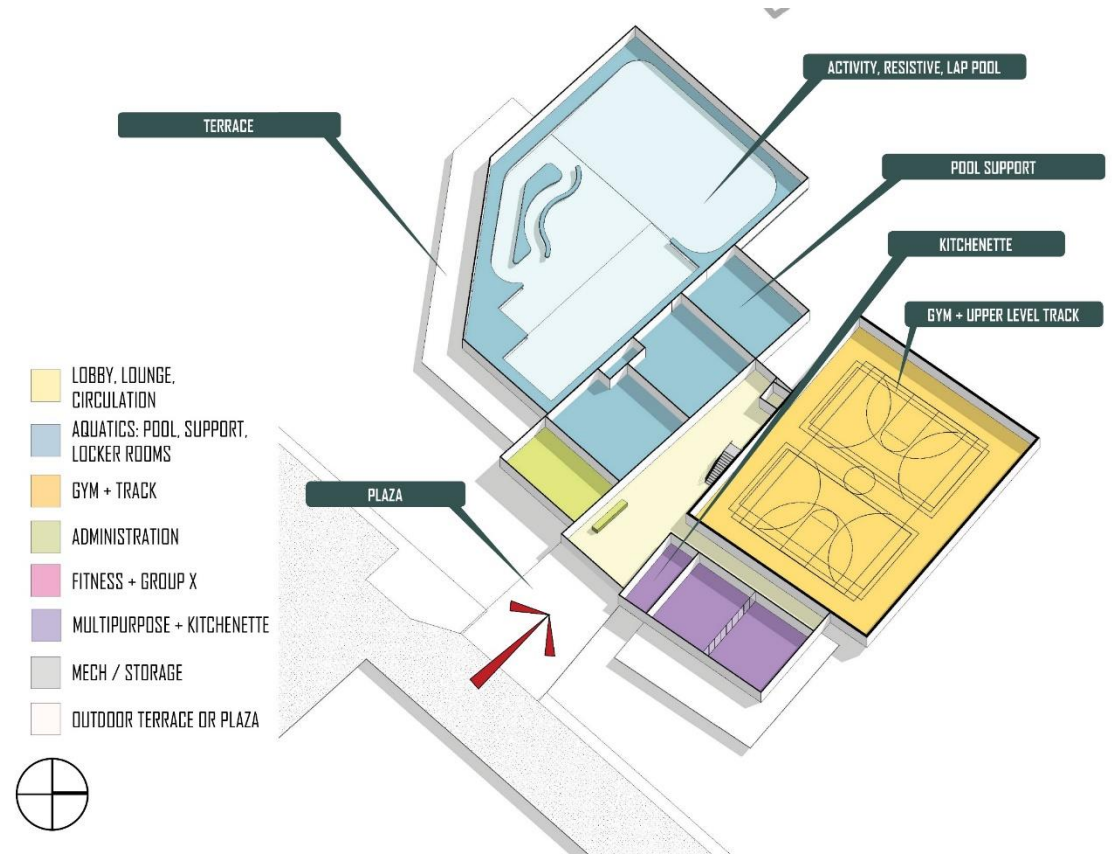 ACTIVITY, RESISTIVE, LAP POOL
TERRACE
POOL SUPPORT
KITCHENETTE
GYM + UPPER LEVEL TRACK
LOBBY, LOUNGE,
CIRCULATION
AQUATICS: POOL, SUPPORT,
LOCKER ROOMS
GYM + TRACK
ADMINISTRATION
FITNESS + GROUP X
MULTIPURPOSE + KITCHENETTE
MECH / STORAGE
OUTDOOR TERRACE OR PLAZA
PLAZA